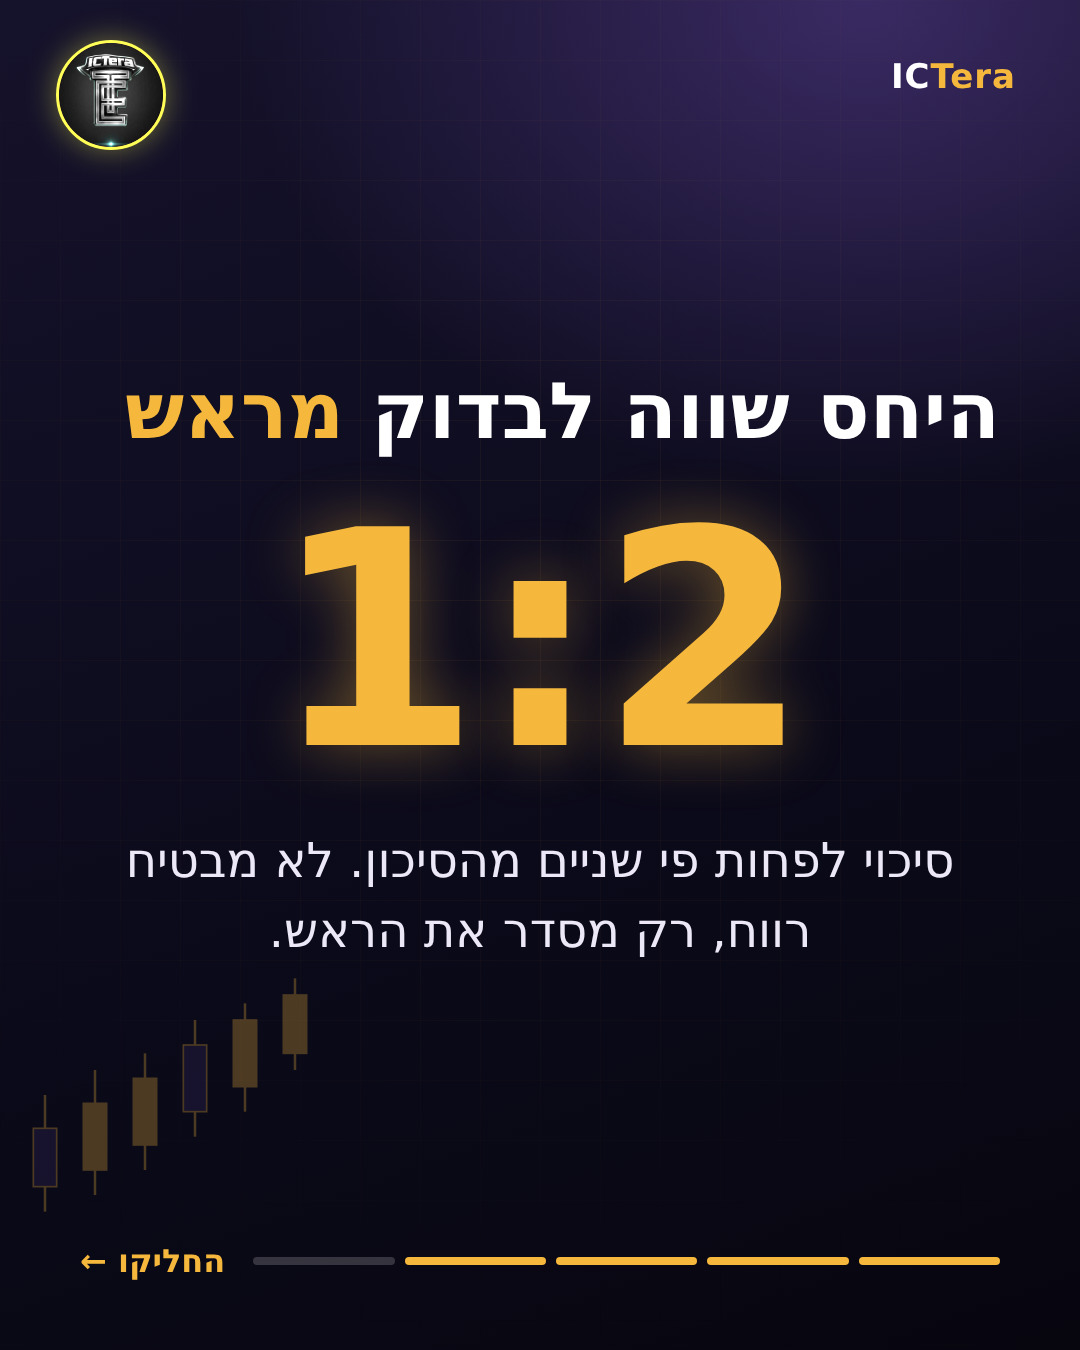 ICTera
ICTera
היחס שווה לבדוק מראש
1:2
סיכוי לפחות פי שניים מהסיכון. לא מבטיח
רווח, רק מסדר את הראש.
החליקו ←